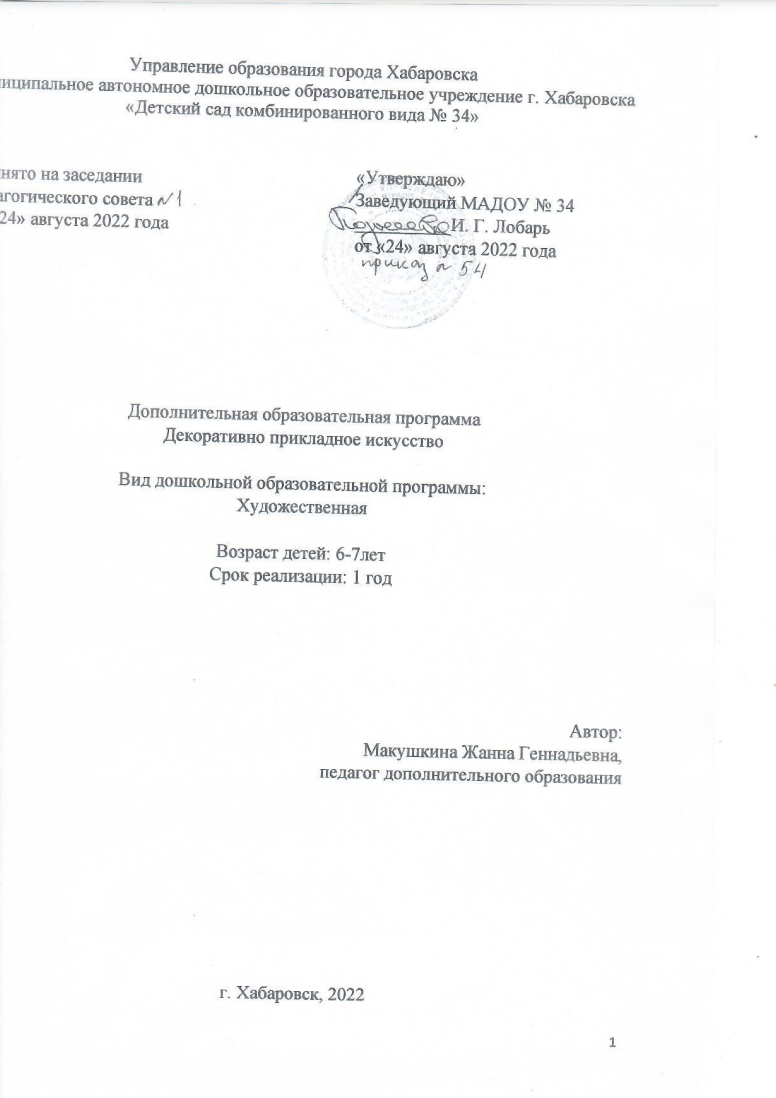 Управление образования города Хабаровска
ниципальное автономное дошкольное образовательное учреждение г. Хабаровска
«Детский сад комбинированного вида № 34»
нято на заседании
агогического совета №1
24» августа 2022 года
«Утверждаю»
Заведующий МАДОУ № 34
И. Г. Лобарь
от «24» августа 2022 года
приказ № 54
Дополнительная образовательная программа
Декоративно прикладное искусство
Вид дошкольной образовательной программы:
Художественная
Возраст детей: 6-7лет
Срок реализации: 1 год
Автор:
Макушкина Жанна Геннадьевна,
педагог дополнительного образования
г. Хабаровск, 2022
1